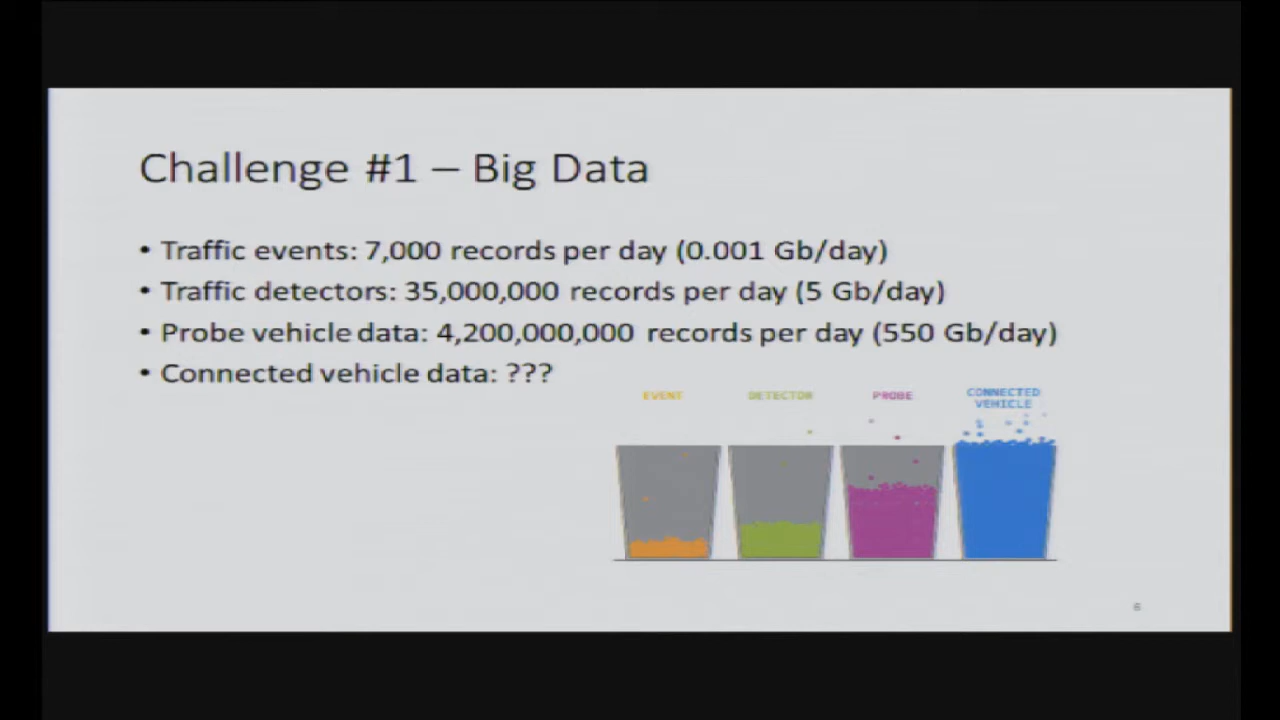 Challenge #1 – Big Data
• Traffic events: 7,000 records per day (0.001 Gb/day)
• Traffic detectors: 35,000,000 records per day (5 Gb/day)
• Probe vehicle data: 4,200,000,000 records per day (550 Gb/day)
• Connected vehicle data: ???
EVENT
DETECTOR
PROBE
CONNECTED
VEHICLE
6